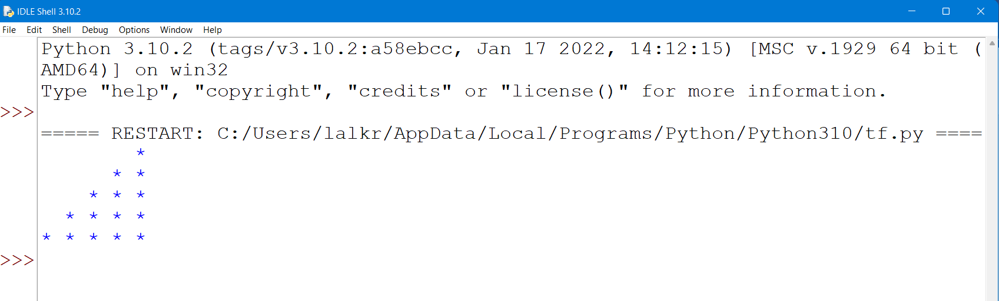 IDLE Shell 3.10.2
File Edit Shell Debug Options Window Help
Python 3.10.2 (tags/v3.10.2:a58ebcc, Jan 17 2022, 14:12:15) [MSC v.1929 64 bit (
AMD64)] on win32
Type "help", "copyright", "credits" or "license()" for more information.
>>>
===== RESTART: C:/Users/lalkr/AppData/Local/Programs/Python/Python310/tf.py ====
        *
      * *
    * * *
  * * * *
* * * * *
>>>